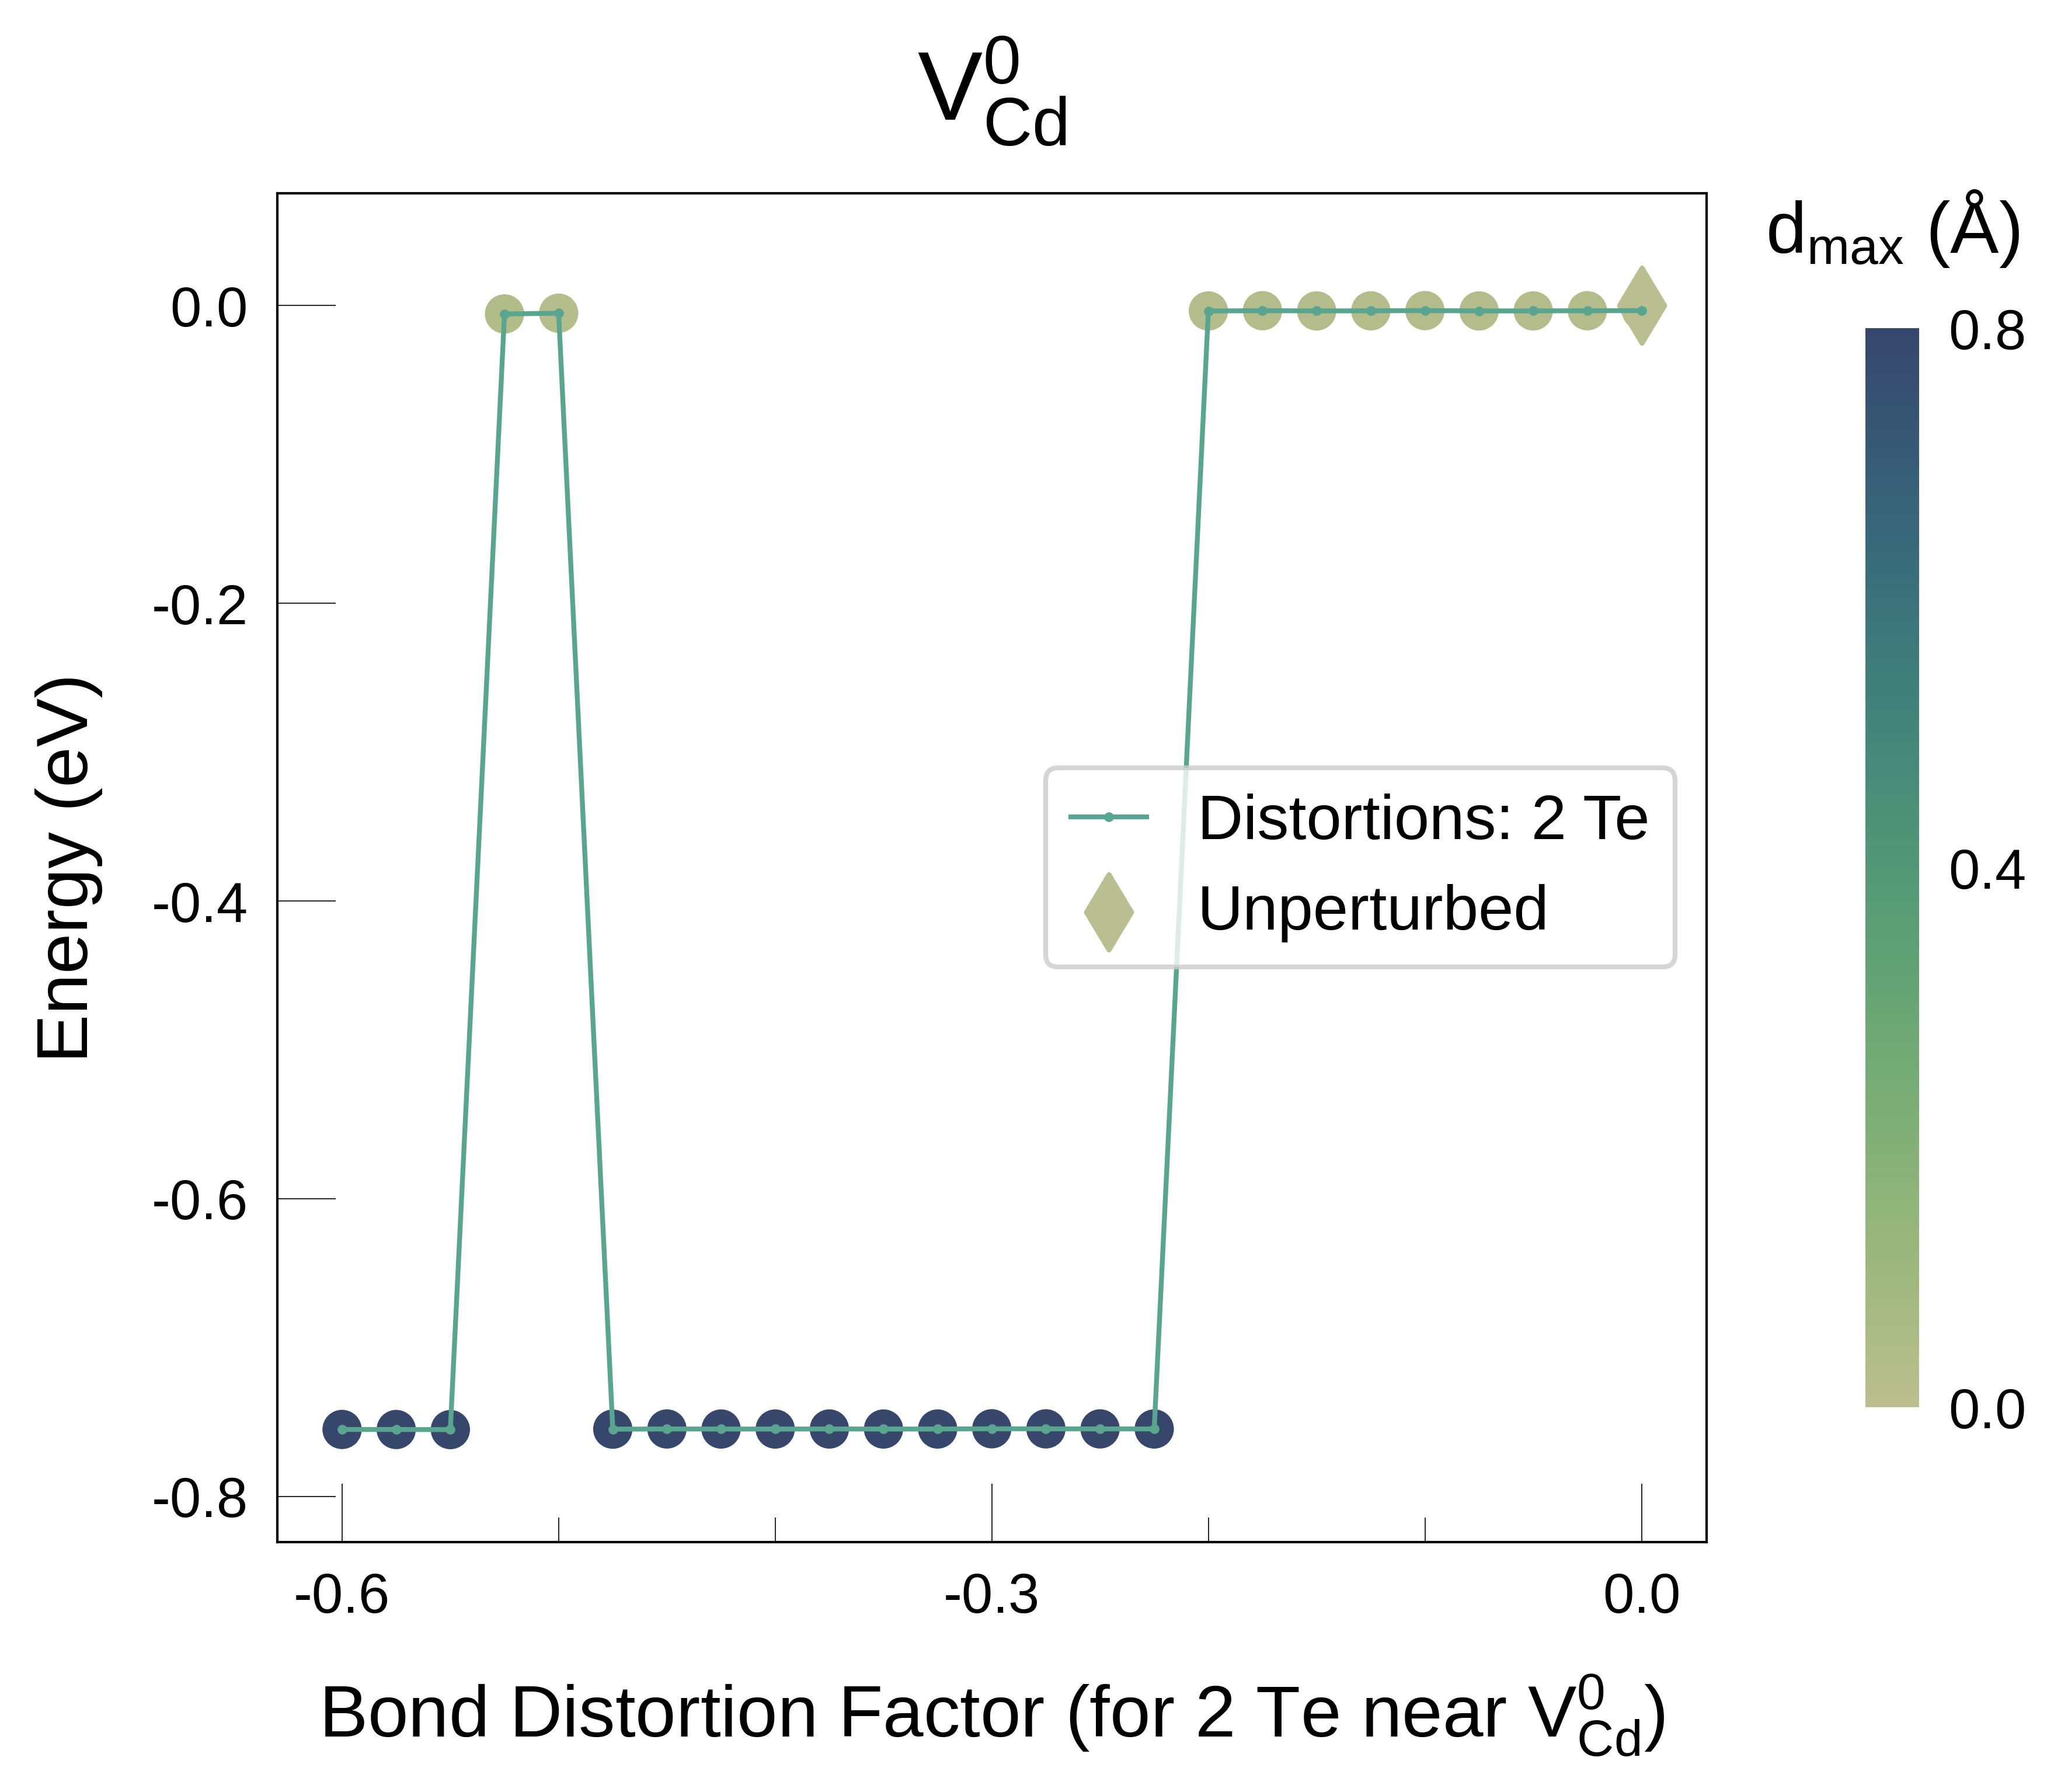 V⁰Cd
dmax (Å)
0.0
-0.2
-0.4
-0.6
-0.8
Energy (eV)
Distortions: 2 Te
Unperturbed
0.8
0.4
0.0
-0.6
-0.3
0.0
Bond Distortion Factor (for 2 Te near V⁰Cd)